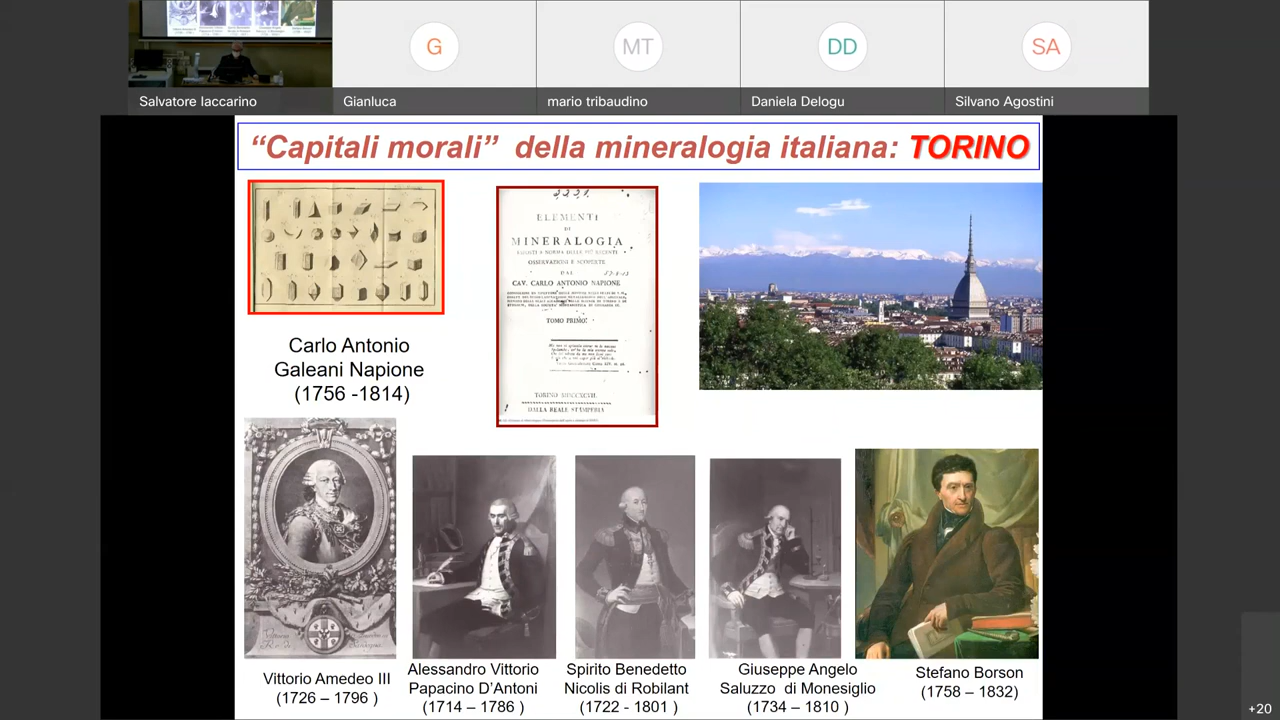 G
MT
DD
SA
Salvatore Iaccarino
Gianluca
mario tribaudino
Daniela Delogu
Silvano Agostini
“Capitali morali” della mineralogia italiana: TORINO
ELEMENTI
DI
MINERALOGIA
OSSERVAZIONI E SCOPERTE
DAL
CAV. CARLO ANTONIO NAPIONE
TOMO PRIMO
TORINO MDCCXCVII.
DALLA REALE STAMPERIA
Carlo Antonio
Galeani Napione
(1756 -1814)
Vittorio Amedeo III
(1726 – 1796 )
Alessandro Vittorio
Papacino D’Antoni
(1714 – 1786 )
Spirito Benedetto
Nicolis di Robilant
(1722 - 1801 )
Giuseppe Angelo
Saluzzo di Monesiglio
(1734 – 1810 )
Stefano Borson
(1758 – 1832)
+20